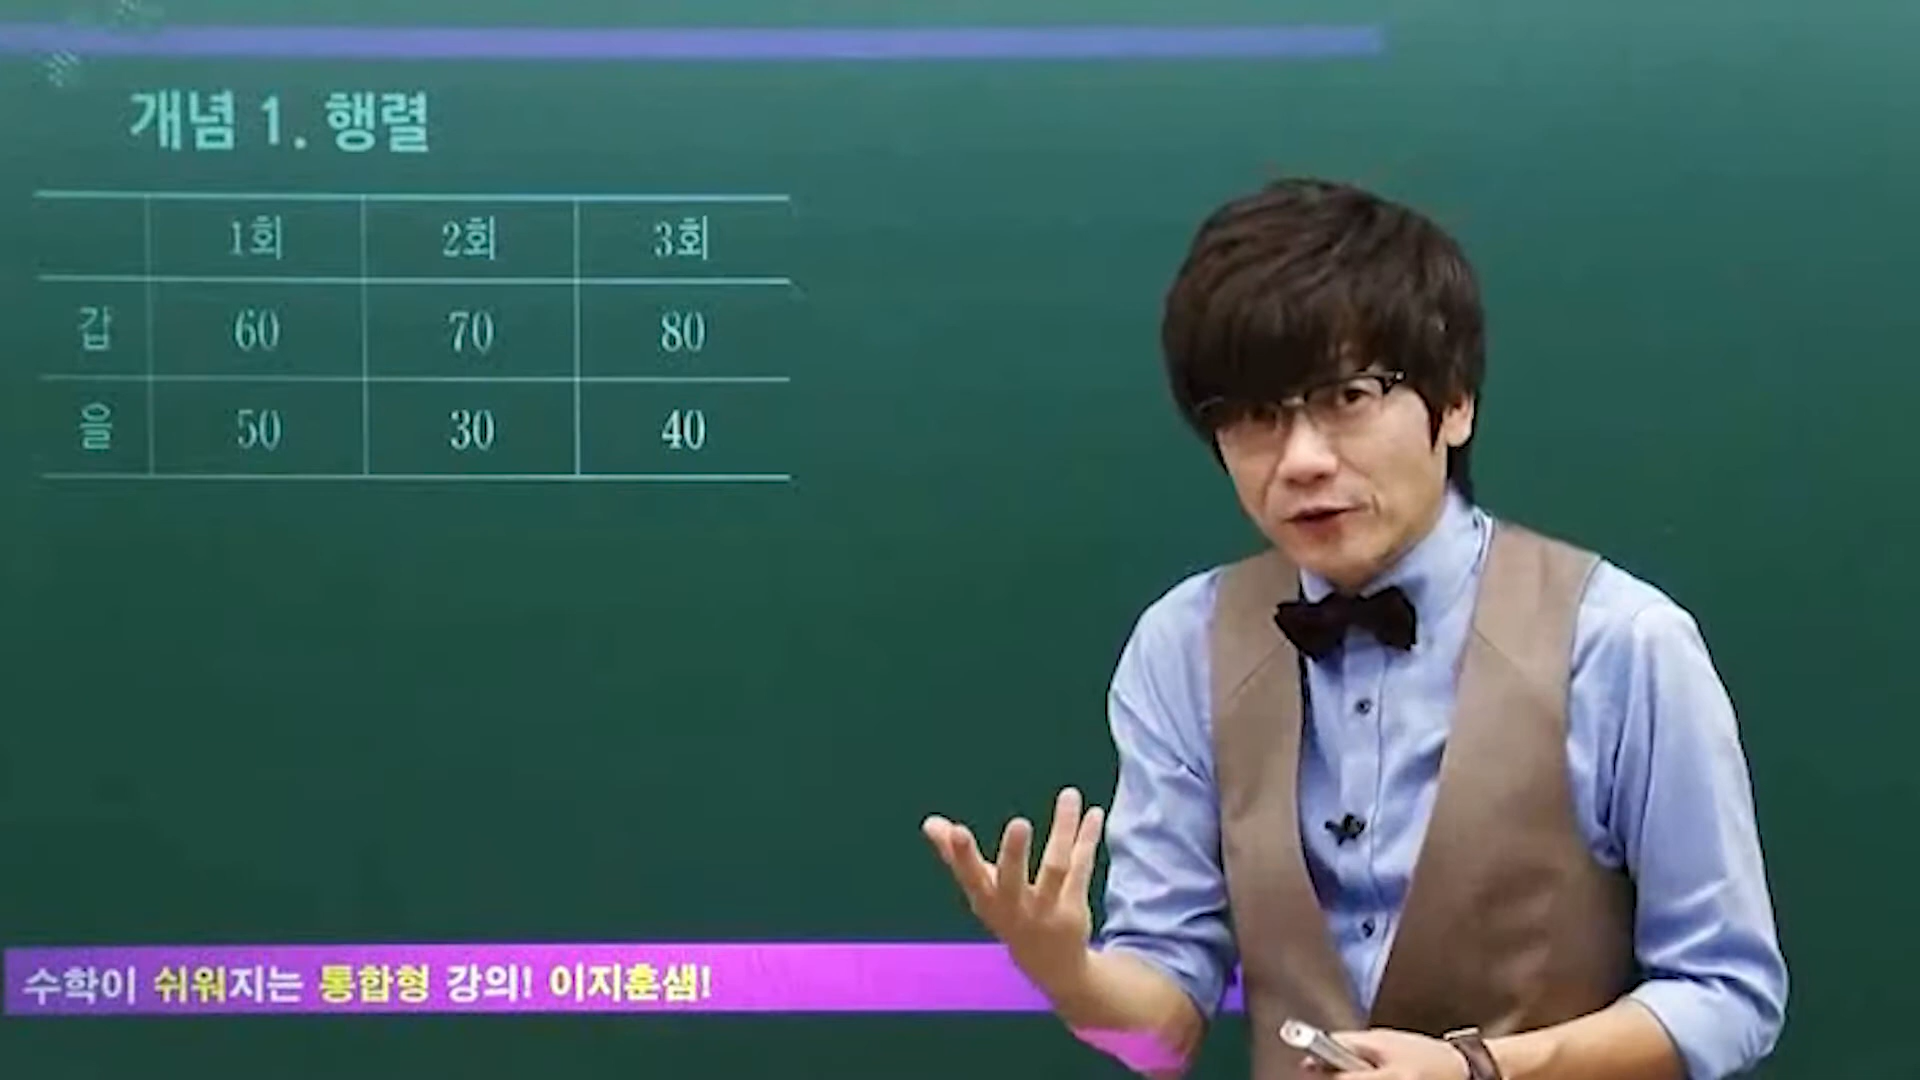 개념 1. 행렬
1회 2회 3회
갑 60 70 80
을 50 30 40
수학이 쉬워지는 통합형 강의! 이지훈샘!